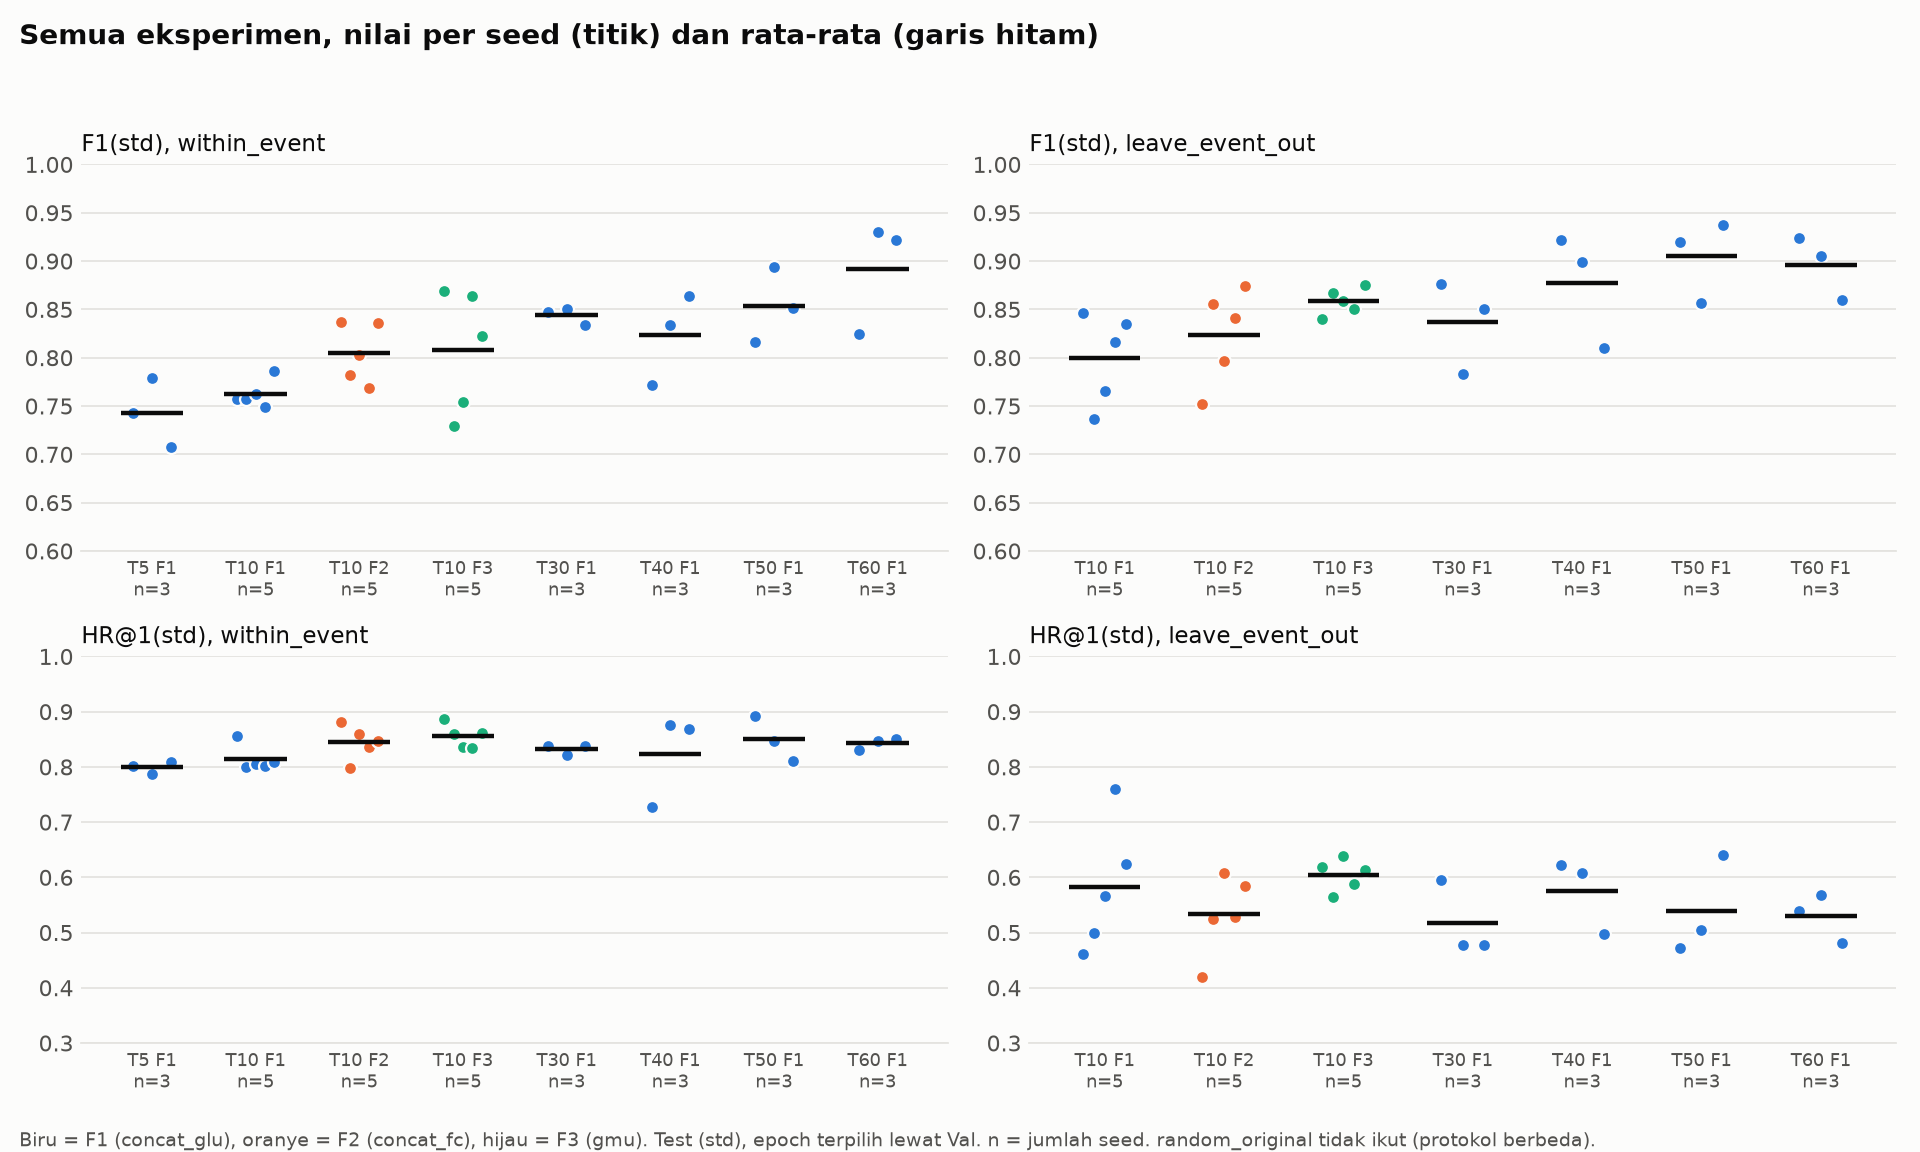 Semua eksperimen, nilai per seed (titik) dan rata-rata (garis hitam)
F1(std), within_event
1.00
0.95
0.90
0.85
0.80
0.75
0.70
0.65
0.60
T5 F1 T10 F1 T10 F2 T10 F3 T30 F1 T40 F1 T50 F1 T60 F1
n=3 n=5 n=5 n=5 n=3 n=3 n=3 n=3
F1(std), leave_event_out
1.00
0.95
0.90
0.85
0.80
0.75
0.70
0.65
0.60
T10 F1 T10 F2 T10 F3 T30 F1 T40 F1 T50 F1 T60 F1
n=5 n=5 n=5 n=3 n=3 n=3 n=3
HR@1(std), within_event
1.0
0.9
0.8
0.7
0.6
0.5
0.4
0.3
T5 F1 T10 F1 T10 F2 T10 F3 T30 F1 T40 F1 T50 F1 T60 F1
n=3 n=5 n=5 n=5 n=3 n=3 n=3 n=3
HR@1(std), leave_event_out
1.0
0.9
0.8
0.7
0.6
0.5
0.4
0.3
T10 F1 T10 F2 T10 F3 T30 F1 T40 F1 T50 F1 T60 F1
n=5 n=5 n=5 n=3 n=3 n=3 n=3
Biru = F1 (concat_glu), oranye = F2 (concat_fc), hijau = F3 (gmu). Test (std), epoch terpilih lewat Val. n = jumlah seed. random_original tidak ikut (protokol berbeda).